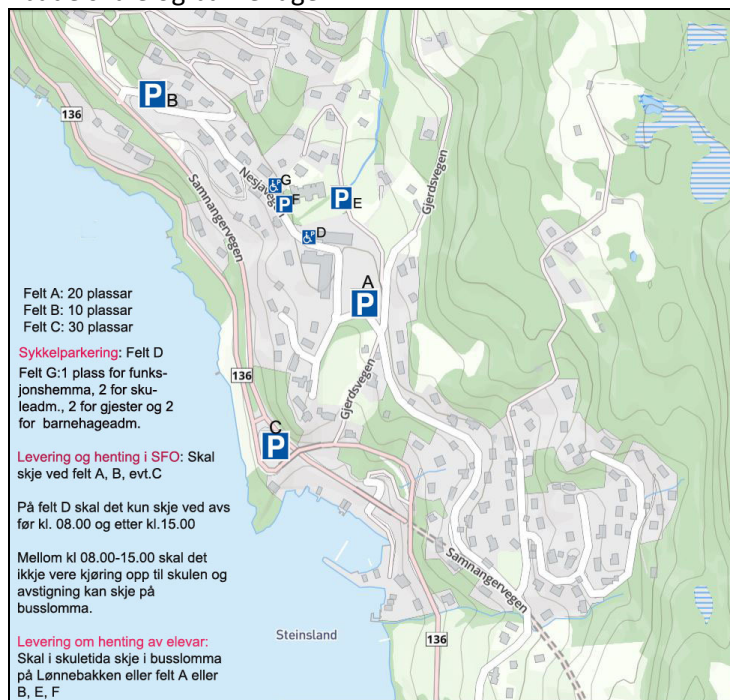 P B
136
P G
Nesjavegen
P F
P E
P D
Samnangervegen
Gjerdsvegen
A
P
Felt A: 20 plassar
Felt B: 10 plassar
Felt C: 30 plassar
Sykkelparkering: Felt D
Felt G:1 plass for funks-
jonshemma, 2 for sku-
leadm., 2 for gjester og 2
for barnehageadm.
136
Gjerdsvegen
C
P
Levering og henting i SFO: Skal
skje ved felt A, B, evt.C
På felt D skal det kun skje ved avs
før kl. 08.00 og etter kl.15.00
Mellom kl 08.00-15.00 skal det
ikkje vere kjøring opp til skulen og
avstigning kan skje på
busslomma.
Samnangervegen
Steinsland
136
Levering om henting av elevar:
Skal i skuletida skje i busslomma
på Lønnebakken eller felt A eller
B, E, F